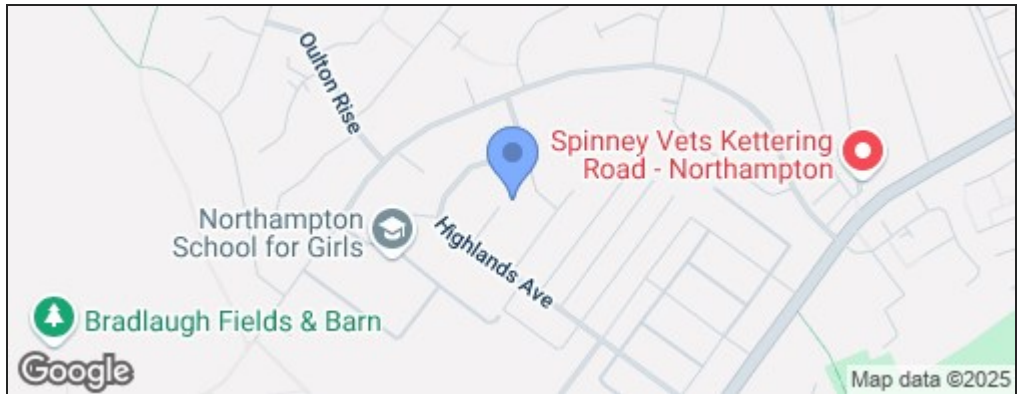 Oulton Rise
Spinney Vets Kettering
Road - Northampton
Northampton
School for Girls
Highlands Ave
Bradlaugh Fields & Barn
Google
Map data ©2025